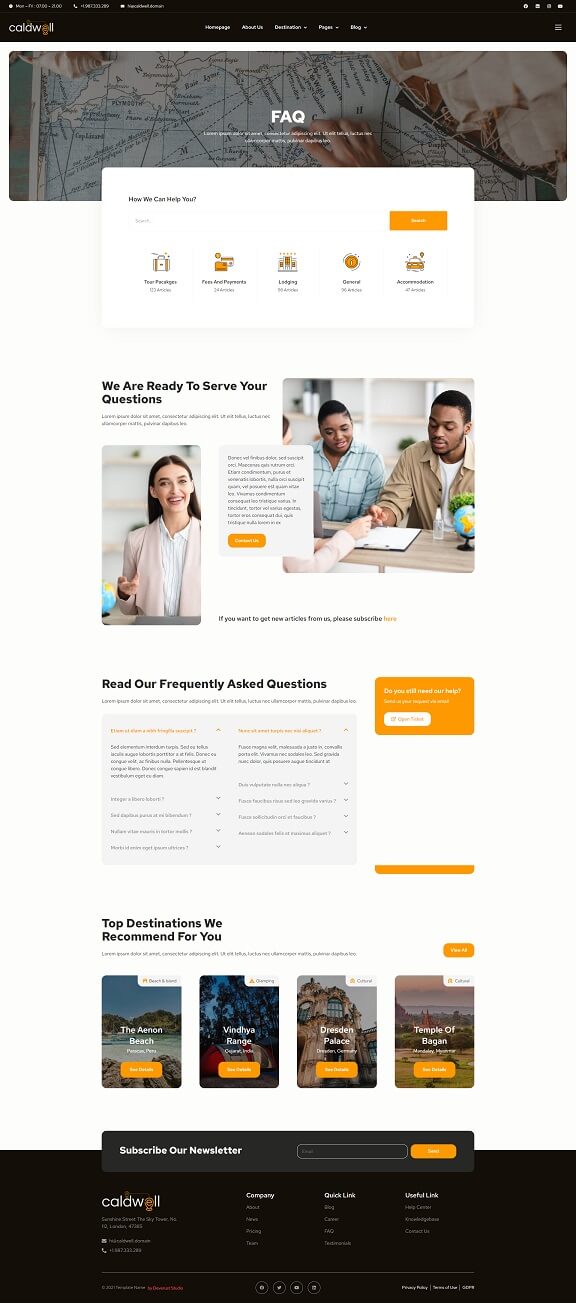 Mon - Fri : 07.00 - 21.00
+1.987.333.289
hi@caldwell.domain
caldwell
Homepage
About Us
Destination
Pages
Blog
FAQ
Lorem ipsum dolor sit amet, consectetur adipiscing elit. Ut elit tellus, luctus nec
ullamcorper mattis, pulvinar dapibus leo.
How We Can Help You?
Search...
Search
Tour Pacakges
123 Articles
Fees And Payments
24 Articles
Lodging
Articles
General
96 Articles
Accommodation
47 Articles
We Are Ready To Serve Your
Questions
Lorem ipsum dolor sit amet, consectetur adipiscing elit. Ut elit tellus, luctus nec
ullamcorper mattis, pulvinar dapibus leo.
Donec vel finibus dolor, sed suscipit
orci. Maecenas quis rutrum orci.
Etiam condimentum, purus et
venenatis lobortis, nulla orci suscipit
quam, vel posuere est quam vitae
leo. Vivamus condimentum
consequat leo tristique varius. In
tincidunt, tortor vel varius egestas,
tortor eros consequat dui, quis
tristique nulla lorem in ex
Contact Us
If you want to get new articles from us, please subscribe here
Read Our Frequently Asked Questions
Lorem ipsum dolor sit amet, consectetur adipiscing elit. Ut elit tellus, luctus nec ullamcorper mattis, pulvinar dapibus leo.
Etiam et diam a nibh fringilla suscipit ?
Sed elementum interdum turpis. Sed eu tellus
iaculis augue lobortis porttitor a at felis. Donec eu
congue velit, ac finibus nulla. Pellentesque at
congue libero. Donec congue sapien id est blandit
vestibulum eget eu diam.
Integer a libero loborti ?
Sed dapibus purus at mi bibendum ?
Nullam vitae mauris in tortor mollis ?
Morbi id enim eget ipsum ultrices ?
Nunc sit amet turpis nec nisi aliquet ?
Fusce magna velit, malesuada a justo in, convallis
porta elit. Vivamus nec sodales leo. Sed gravida
nunc dolor, quis posuere augue tincidunt at
Duis vulputate nulla nec aliqua ?
Fusce faucibus risus sed leo gravida varius ?
Fusce sollicitudin orci et faucibus ?
Aenean sodales felis at maximus aliquet ?
Do you still need our help?
Send us your request via email
Open Ticket
Top Destinations We
Recommend For You
Lorem ipsum dolor sit amet, consectetur adipiscing elit. Ut elit tellus, luctus nec ullamcorper mattis, pulvinar dapibus leo.
View All
Beach & Island
The Aenon
Beach
Paracas, Peru
See Details
Glamping
Vindhya
Range
Gujarat, India
See Details
Cultural
Dresden
Palace
Dresden, Germany
See Details
Cultural
Temple Of
Bagan
Mandalay, Myanmar
See Details
Subscribe Our Newsletter
Email
Send
caldwell
Sunshine Street The Sky Tower, No.
112, London, 47285
hi@caldwell.domain
+1.987.333.289
Company
About
News
Pricing
Team
Quick Link
Blog
Career
FAQ
Testimonials
Useful Link
Help Center
Knowledgebase
Contact Us
© 2021 Template Name by Deverust Studio
Privacy Policy | Terms of Use | GDPR